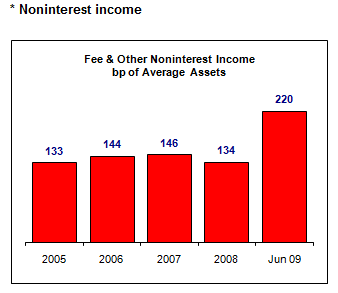 * Noninterest income
Fee & Other Noninterest Income
bp of Average Assets
133
144
146
134
220
2005
2006
2007
2008
Jun 09